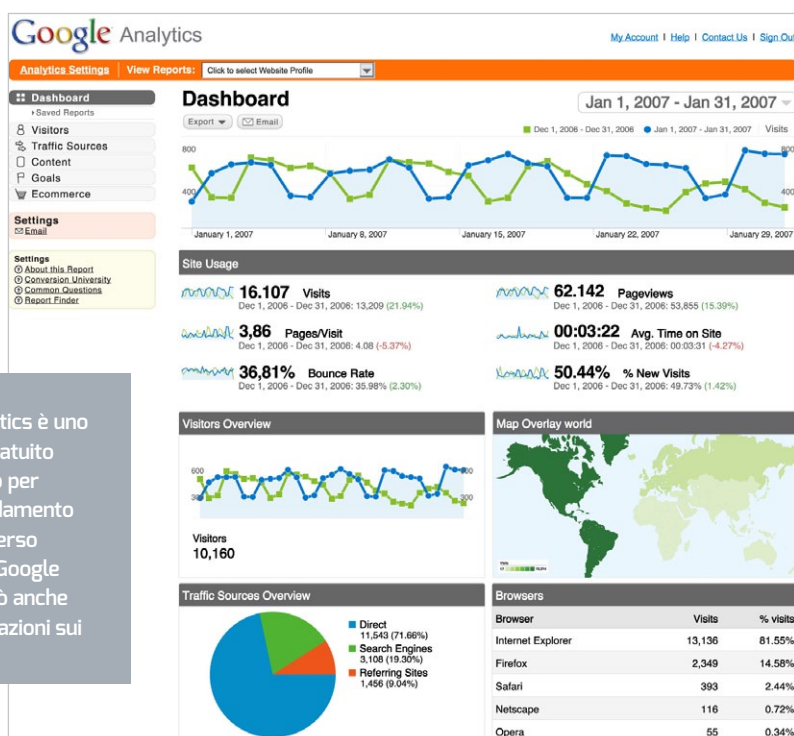 Google Analytics
My Account | Help | Contact Us | Sign Out
Analytics Settings | View Reports: Click to select Website Profile
Dashboard
Saved Reports
Visitors
Traffic Sources
Content
Goals
Ecommerce
Settings
Email
Settings
About this Report
Conversion University
Common Questions
Report Finder
Dashboard
Jan 1, 2007 - Jan 31, 2007
Export
Email
Dec 1, 2006 - Dec 31, 2006 Jan 1, 2007 - Jan 31, 2007 Visits
800 800
400 400
January 1, 2007 January 8, 2007 January 15, 2007 January 22, 2007 January 29, 2007
Site Usage
16.107 Visits
Dec 1, 2006 - Dec 31, 2006: 13,209 (21.94%)
62.142 Pageviews
Dec 1, 2006 - Dec 31, 2006: 53,855 (15.39%)
3,86 Pages/Visit
Dec 1, 2006 - Dec 31, 2006: 4.08 (-5.37%)
00:03:22 Avg. Time on Site
Dec 1, 2006 - Dec 31, 2006: 00:03:31 (-4.27%)
36,81% Bounce Rate
Dec 1, 2006 - Dec 31, 2006: 35.98% (2.30%)
50.44% % New Visits
Dec 1, 2006 - Dec 31, 2006: 49.73% (1.42%)
tics è uno
atuito
o per
damento
erso
Google
ò anche
azioni sui
Visitors Overview
600 600
300 300
Visitors
10,160
Map Overlay world
Traffic Sources Overview
Direct
11,543 (71.66%)
Search Engines
3,108 (19.30%)
Referring Sites
1,456 (9.04%)
Browsers
Browser Visits % visits
Internet Explorer 13,136 81.55%
Firefox 2,349 14.58%
Safari 393 2.44%
Netscape 116 0.72%
Opera 55 0.34%